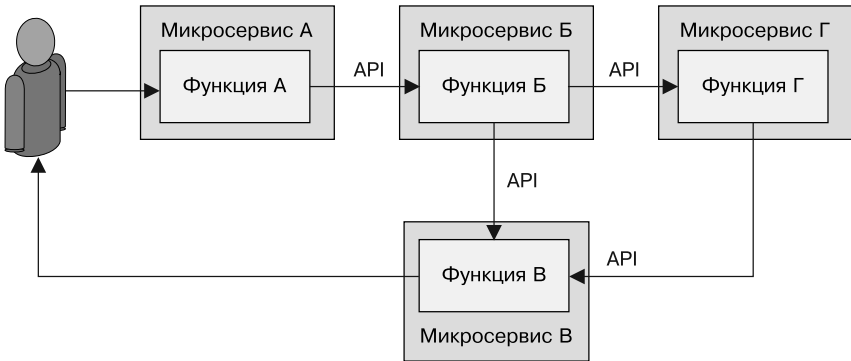 Микросервис А
Микросервис Б
Микросервис Г
Функция А
API
Функция Б
API
Функция Г
API
API
Функция В
Микросервис В